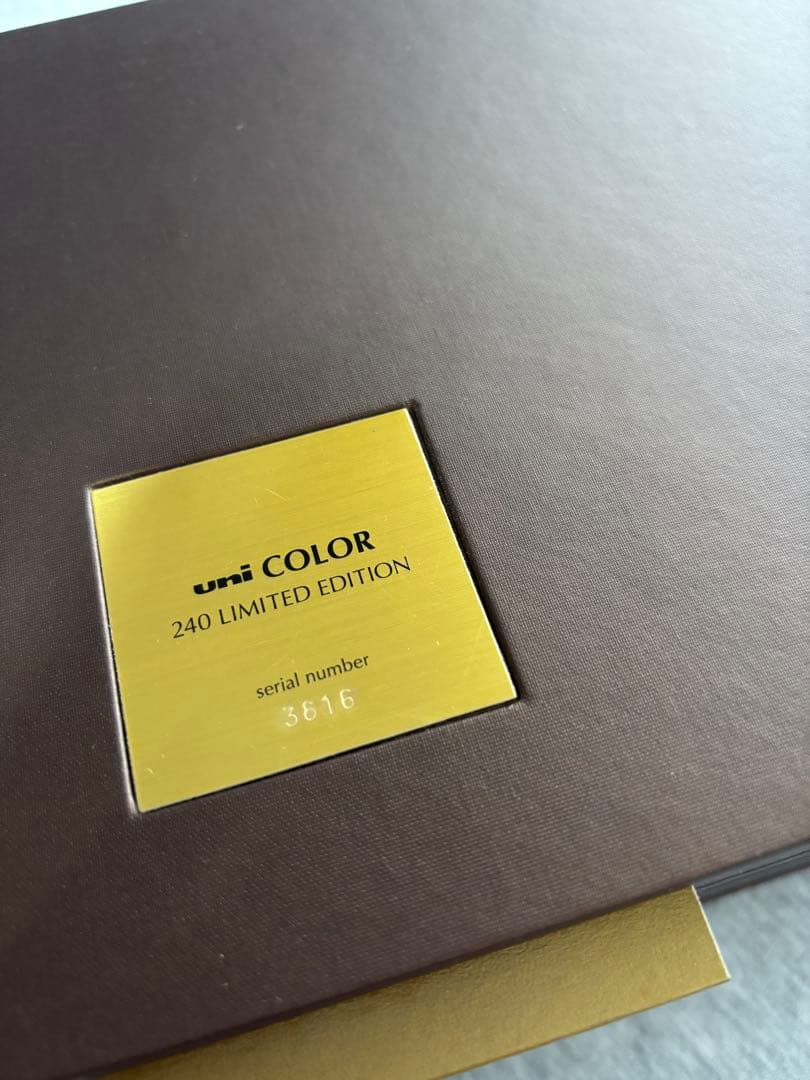 uni COLOR
240 LIMITED EDITION
serial number
3816